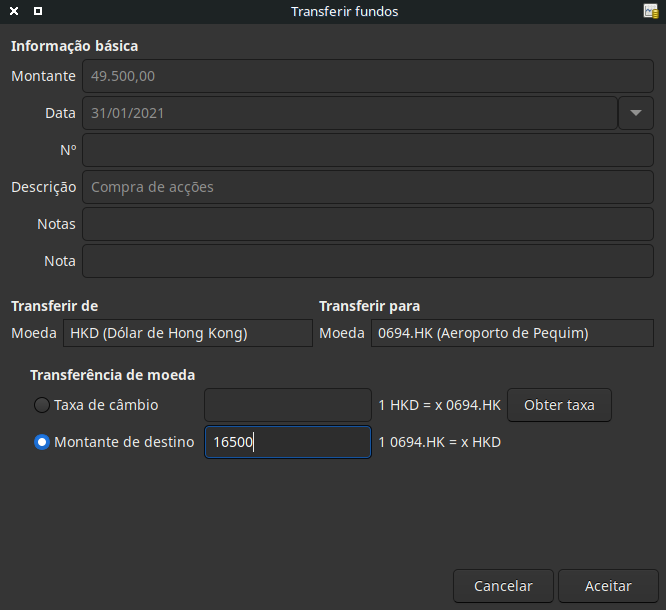 Transferir fundos
Informação básica
Montante 49.500,00
Data 31/01/2021
Nº
Descrição Compra de acções
Notas
Nota
Transferir de Transferir para
Moeda HKD (Dólar de Hong Kong) Moeda 0694.HK (Aeroporto de Pequim)
Transferência de moeda
Taxa de câmbio 1 HKD = x 0694.HK Obter taxa
Montante de destino 16500 1 0694.HK = x HKD
Cancelar Aceitar